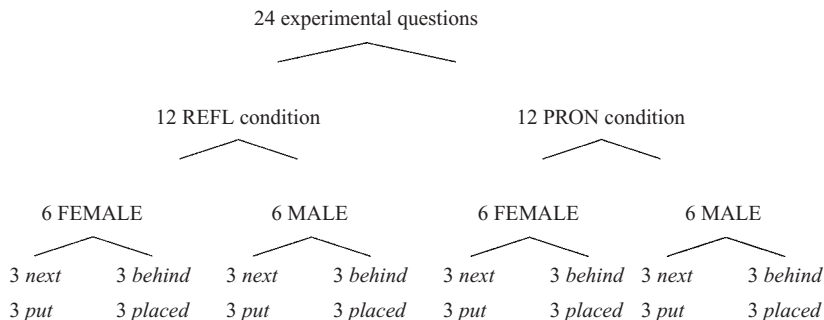 24 experimental questions
12 REFL condition 12 PRON condition
6 FEMALE 6 MALE 6 FEMALE 6 MALE
3 next 3 behind 3 next 3 behind 3 next 3 behind 3 next 3 behind
3 put 3 placed 3 put 3 placed 3 put 3 placed 3 put 3 placed